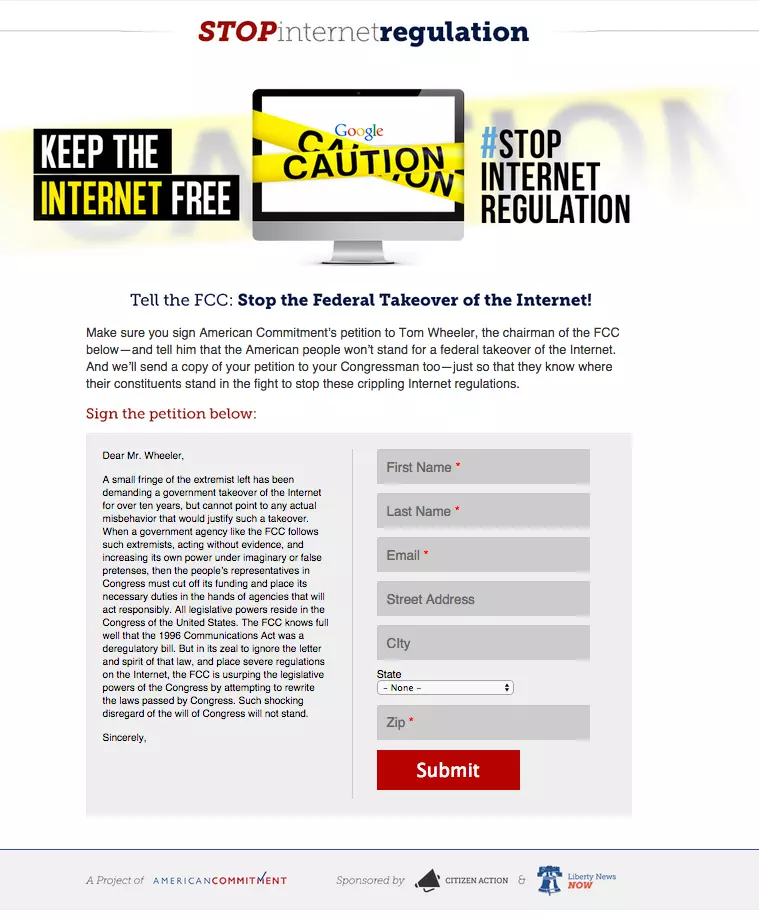 STOPinternetregulation
KEEP THE
INTERNET FREE
Google
CAUTION
CAUTION
#STOP
INTERNET
REGULATION
Tell the FCC: Stop the Federal Takeover of the Internet!
Make sure you sign American Commitment's petition to Tom Wheeler, the chairman of the FCC
below—and tell him that the American people won't stand for a federal takeover of the Internet.
And we'll send a copy of your petition to your Congressman too—just so that they know where
their constituents stand in the fight to stop these crippling Internet regulations.
Sign the petition below:
Dear Mr. Wheeler,
A small fringe of the extremist left has been
demanding a government takeover of the Internet
for over ten years, but cannot point to any actual
misbehavior that would justify such a takeover.
When a government agency like the FCC follows
such extremists, acting without evidence, and
increasing its own power under imaginary or false
pretenses, then the people's representatives in
Congress must cut off its funding and place its
necessary duties in the hands of agencies that will
act responsibly. All legislative powers reside in the
Congress of the United States. The FCC knows full
well that the 1996 Communications Act was a
deregulatory bill. But in its zeal to ignore the letter
and spirit of that law, and place severe regulations
on the Internet, the FCC is usurping the legislative
powers of the Congress by attempting to rewrite
the laws passed by Congress. Such shocking
disregard of the will of Congress will not stand.
Sincerely,
First Name *
Last Name *
Email *
Street Address
CIty
State
- None -
Zip *
Submit
A Project of AMERICANCOMMITMENT
Sponsored by CITIZEN ACTION & Liberty News
NOW